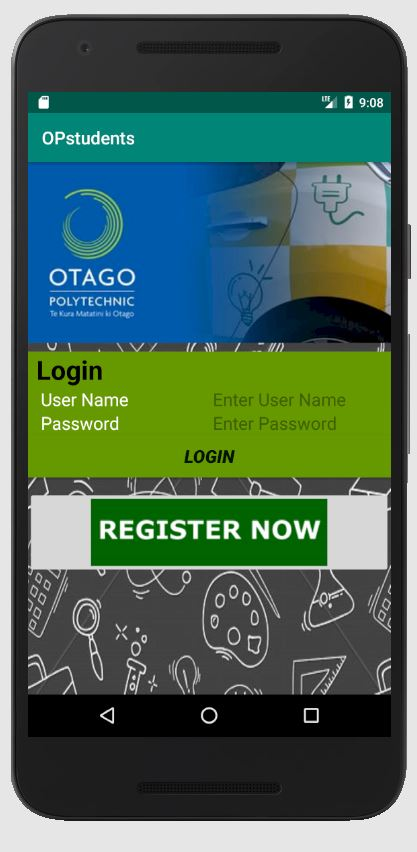 LTE 9:08
OPstudents
OTAGO
POLYTECHNIC
Te Kura Matatini ki Otago
Login
User Name Enter User Name
Password Enter Password
LOGIN
REGISTER NOW